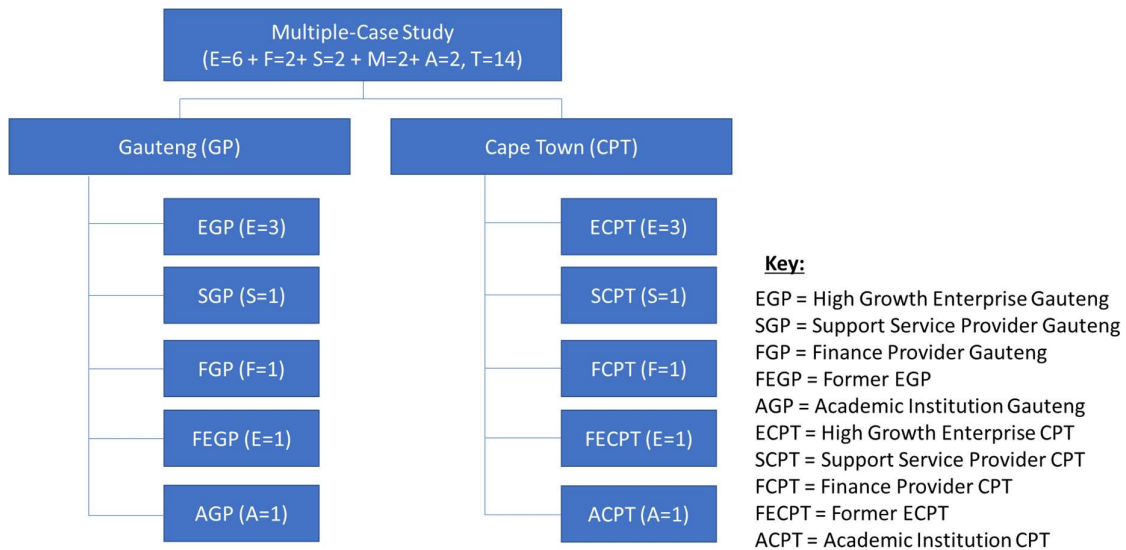 Multiple-Case Study
(E=6 + F=2+ S=2 + M=2+ A=2, T=14)
Gauteng (GP)
Cape Town (CPT)
EGP (E=3)
SGP (S=1)
FGP (F=1)
FEGP (E=1)
AGP (A=1)
ECPT (E=3)
SCPT (S=1)
FCPT (F=1)
FECPT (E=1)
ACPT (A=1)
Key:
EGP = High Growth Enterprise Gauteng
SGP = Support Service Provider Gauteng
FGP = Finance Provider Gauteng
FEGP = Former EGP
AGP = Academic Institution Gauteng
ECPT = High Growth Enterprise CPT
SCPT = Support Service Provider CPT
FCPT = Finance Provider CPT
FECPT = Former ECPT
ACPT = Academic Institution CPT